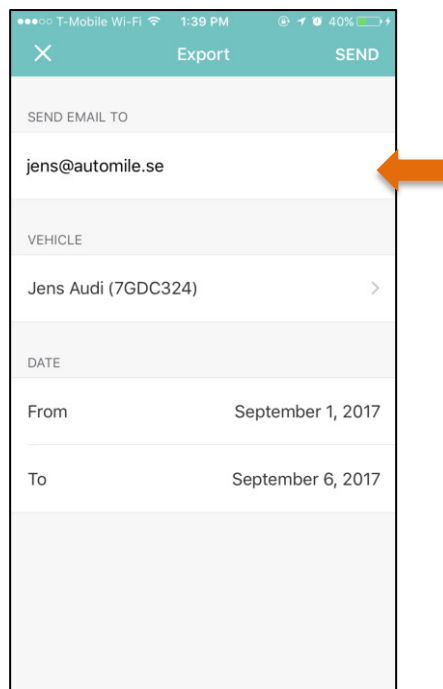 T-Mobile Wi-Fi 1:39 PM 40%
Export SEND
SEND EMAIL TO
jens@automile.se
VEHICLE
Jens Audi (7GDC324)
DATE
From September 1, 2017
To September 6, 2017